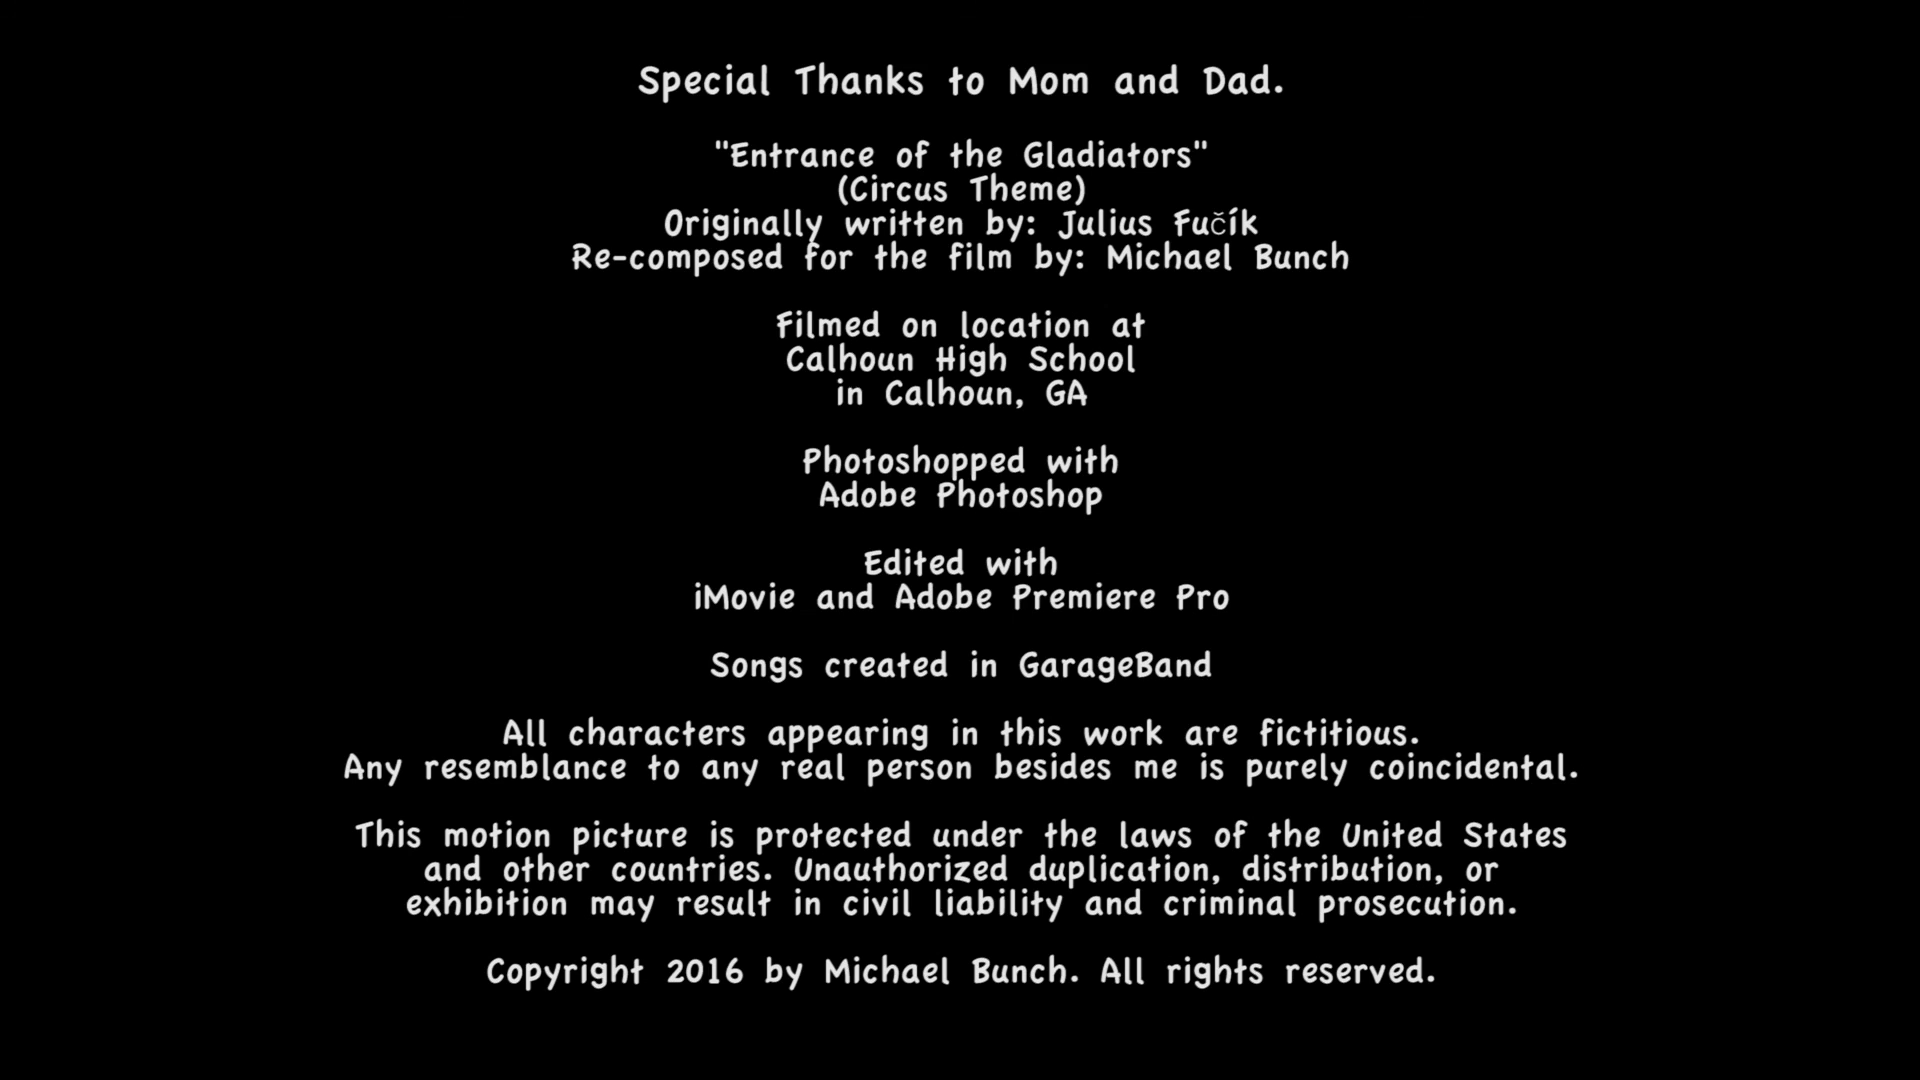 Special Thanks to Mom and Dad.
"Entrance of the Gladiators"
(Circus Theme)
Originally written by: Julius Fučík
Re-composed for the film by: Michael Bunch
Filmed on location at
Calhoun High School
in Calhoun, GA
Photoshopped with
Adobe Photoshop
Edited with
iMovie and Adobe Premiere Pro
Songs created in GarageBand
All characters appearing in this work are fictitious.
Any resemblance to any real person besides me is purely coincidental.
This motion picture is protected under the laws of the United States
and other countries. Unauthorized duplication, distribution, or
exhibition may result in civil liability and criminal prosecution.
Copyright 2016 by Michael Bunch. All rights reserved.